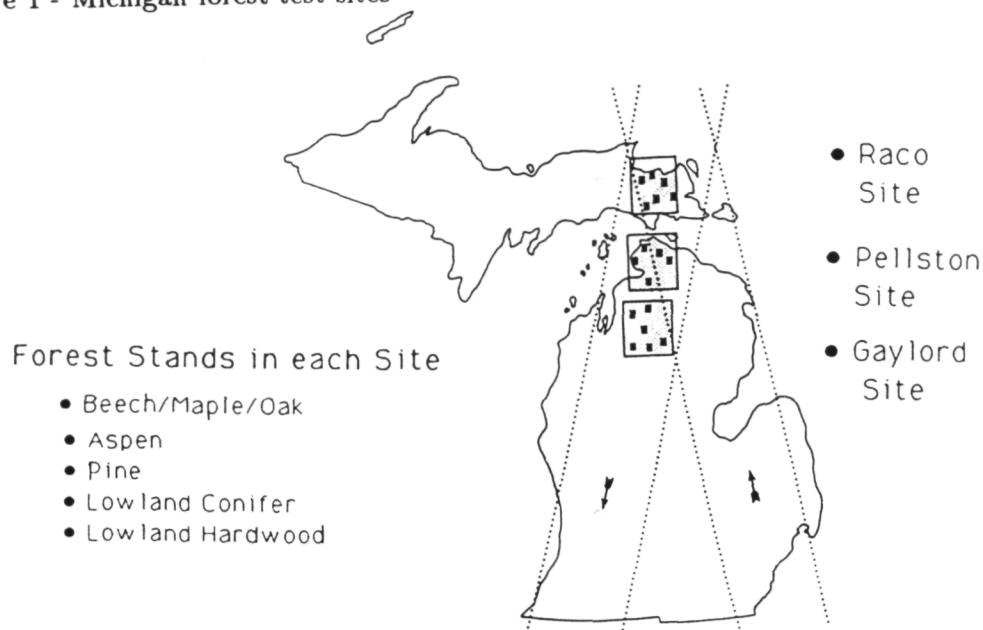 e 1 - Michigan forest test sites
● Raco
Site
● Pellston
Site
● Gaylord
Site
Forest Stands in each Site
● Beech/Maple/Oak
● Aspen
● Pine
● Lowland Conifer
● Lowland Hardwood